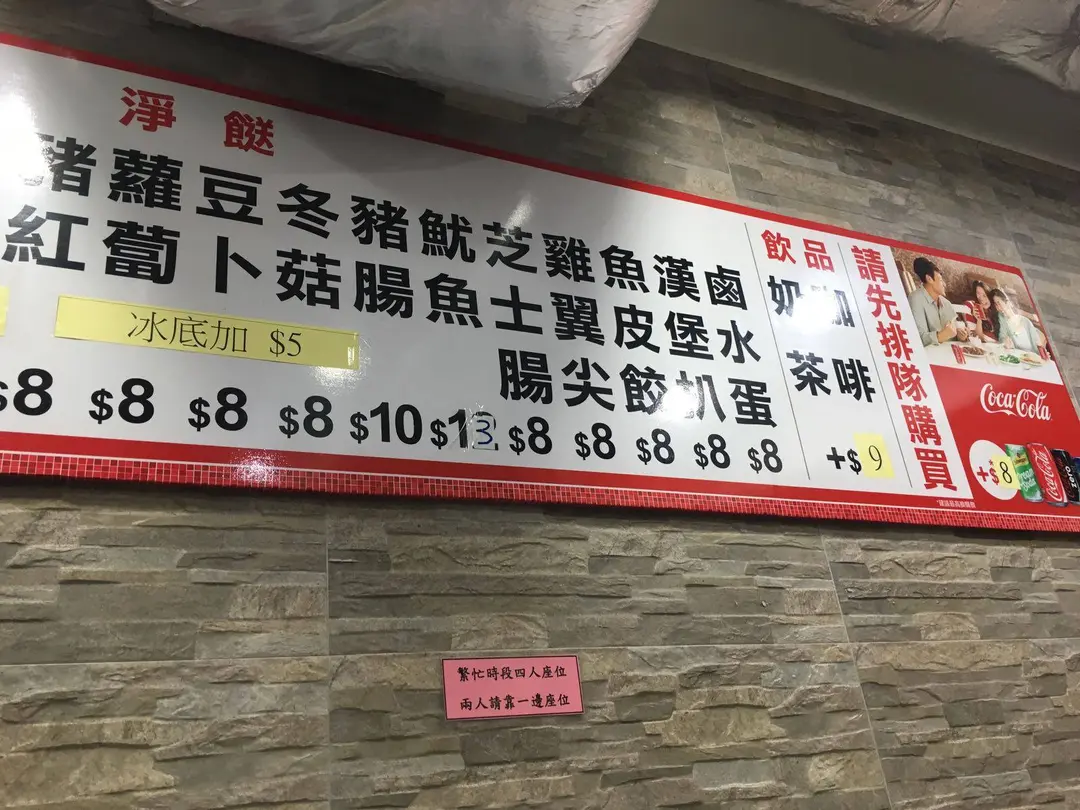 淨餸
豬紅
蘿蔔
豆卜
冬菇
豬腸
魷魚
芝士腸
雞翼尖
魚皮餃
漢堡扒
鹵水蛋
冰底加 $5
$8 $8 $8 $8 $10 $13 $8 $8 $8 $8 $8
飲品
奶茶
咖啡
+$9
請先排隊購買
Coca-Cola
+$8
Coca-Cola
zero
繁忙時段四人座位
兩人請靠一邊座位